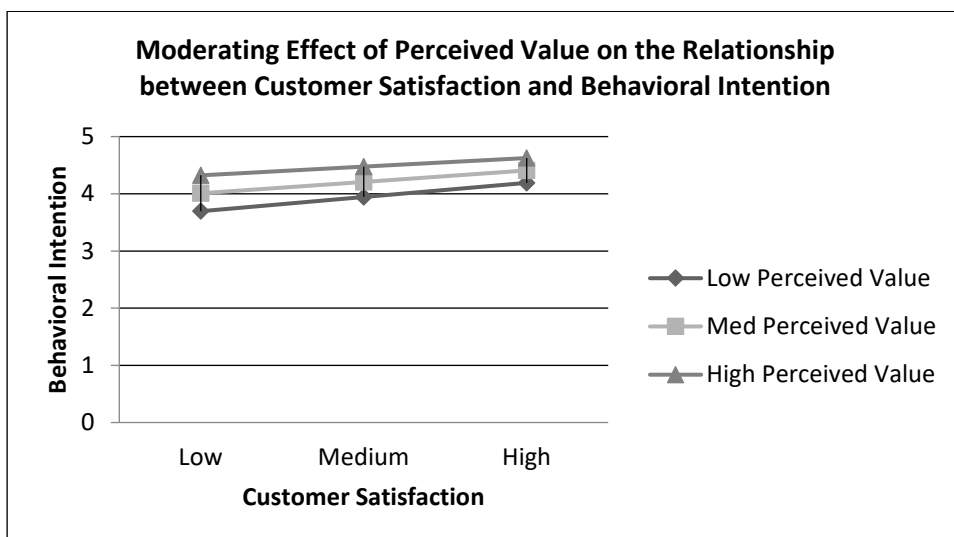 Moderating Effect of Perceived Value on the Relationship
between Customer Satisfaction and Behavioral Intention
5
4
3
2
1
0
Behavioral Intention
Low Medium High
Customer Satisfaction
Low Perceived Value
Med Perceived Value
High Perceived Value